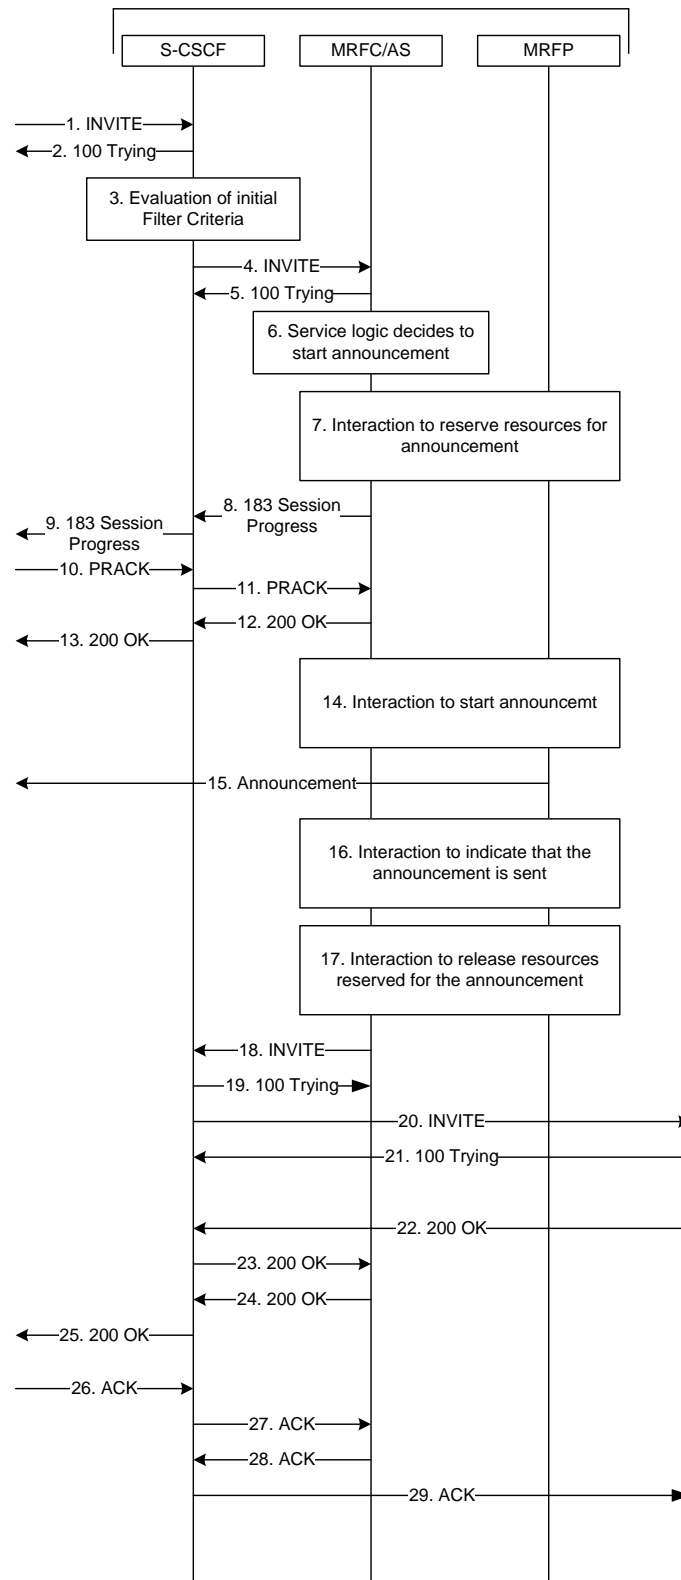 S-CSCF
MRFC/AS
MRFP
1. INVITE
2. 100 Trying
3. Evaluation of initial
Filter Criteria
4. INVITE
5. 100 Trying
6. Service logic decides to
start announcement
7. Interaction to reserve resources for
announcement
8. 183 Session
Progress
9. 183 Session
Progress
10. PRACK
11. PRACK
12. 200 OK
13. 200 OK
14. Interaction to start announcemt
15. Announcement
16. Interaction to indicate that the
announcement is sent
17. Interaction to release resources
reserved for the announcement
18. INVITE
19. 100 Trying
20. INVITE
21. 100 Trying
22. 200 OK
23. 200 OK
24. 200 OK
25. 200 OK
26. ACK
27. ACK
28. ACK
29. ACK